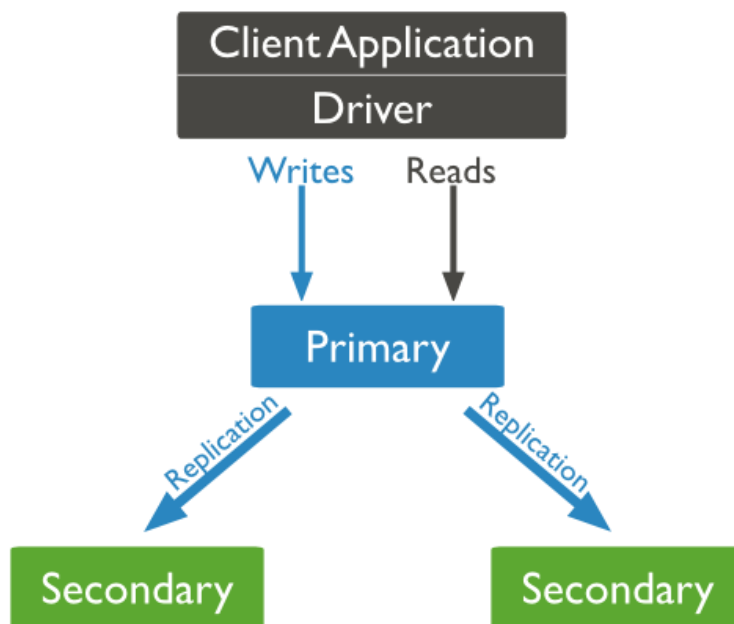 Client Application
Driver
Writes Reads
Primary
Replication Replication
Secondary Secondary